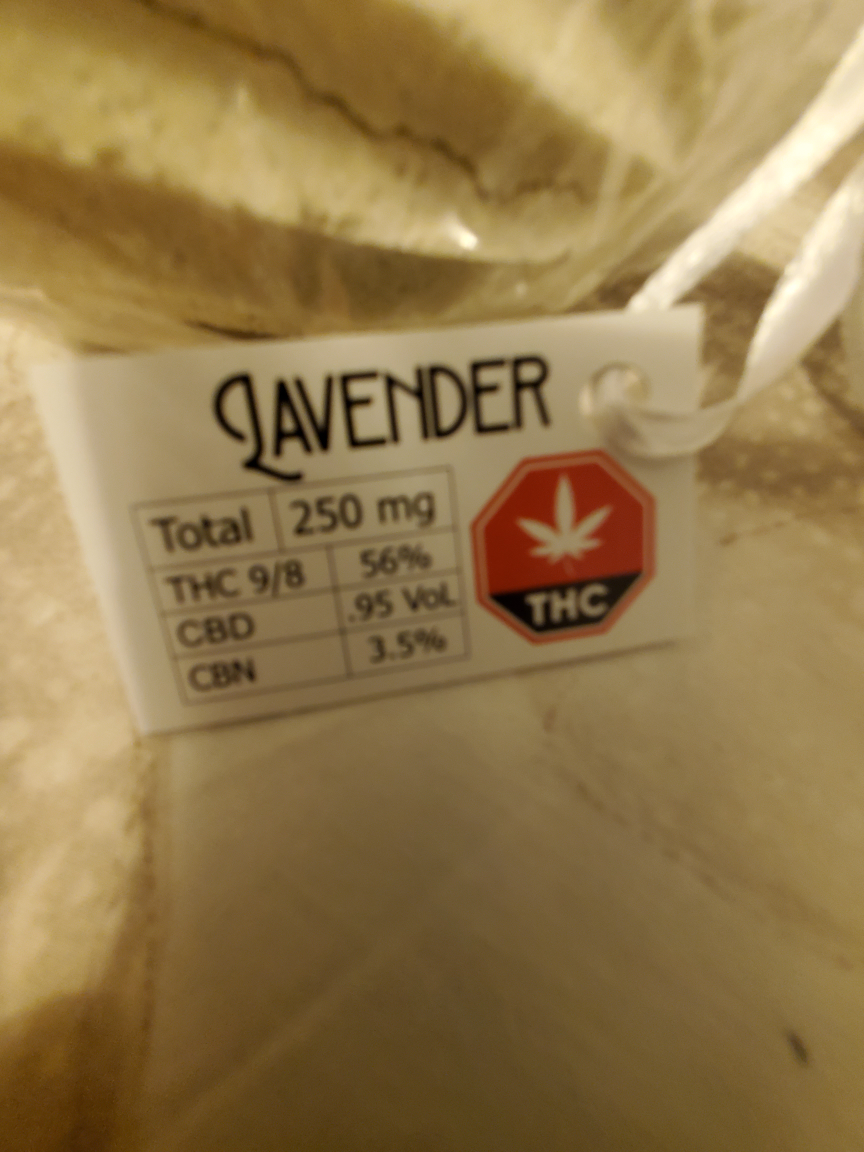 LAVENDER
Total 250 mg
THC 9/8 56%
CBD .95 Vol.
CBN 3.5%
THC